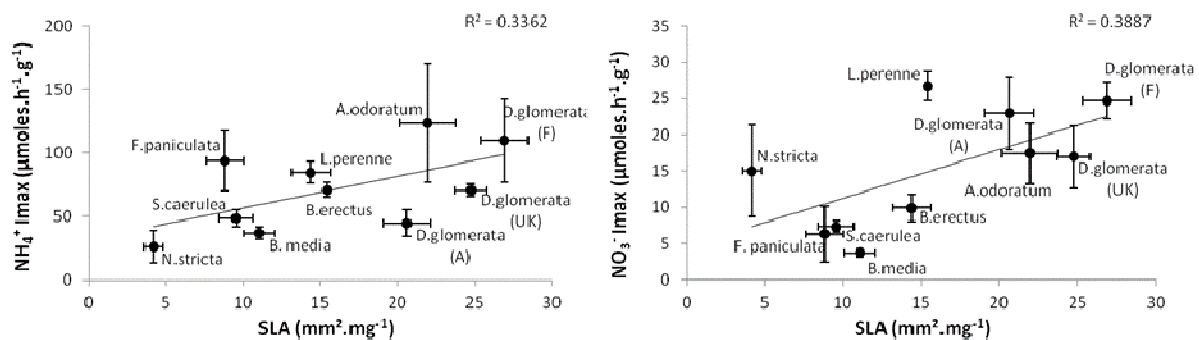 R² = 0.3362
NH₄⁺ Imax (µmoles.h⁻¹.g⁻¹)
200
150
100
50
0
A.odoratum
D.glomerata
(F)
F.paniculata
L.perenne
S.caerulea
B.erectus
D.glomerata
(UK)
B.media
D.glomerata
(A)
N.stricta
0 5 10 15 20 25 30
SLA (mm².mg⁻¹)
R² = 0.3887
NO₃⁻ Imax (µmoles.h⁻¹.g⁻¹)
35
30
25
20
15
10
5
0
L.perenne
D.glomerata
(F)
D.glomerata
(A)
N.stricta
D.glomerata
(UK)
A.odoratum
B.erectus
F. paniculata
S.caerulea
B.media
0 5 10 15 20 25 30
SLA (mm².mg⁻¹)